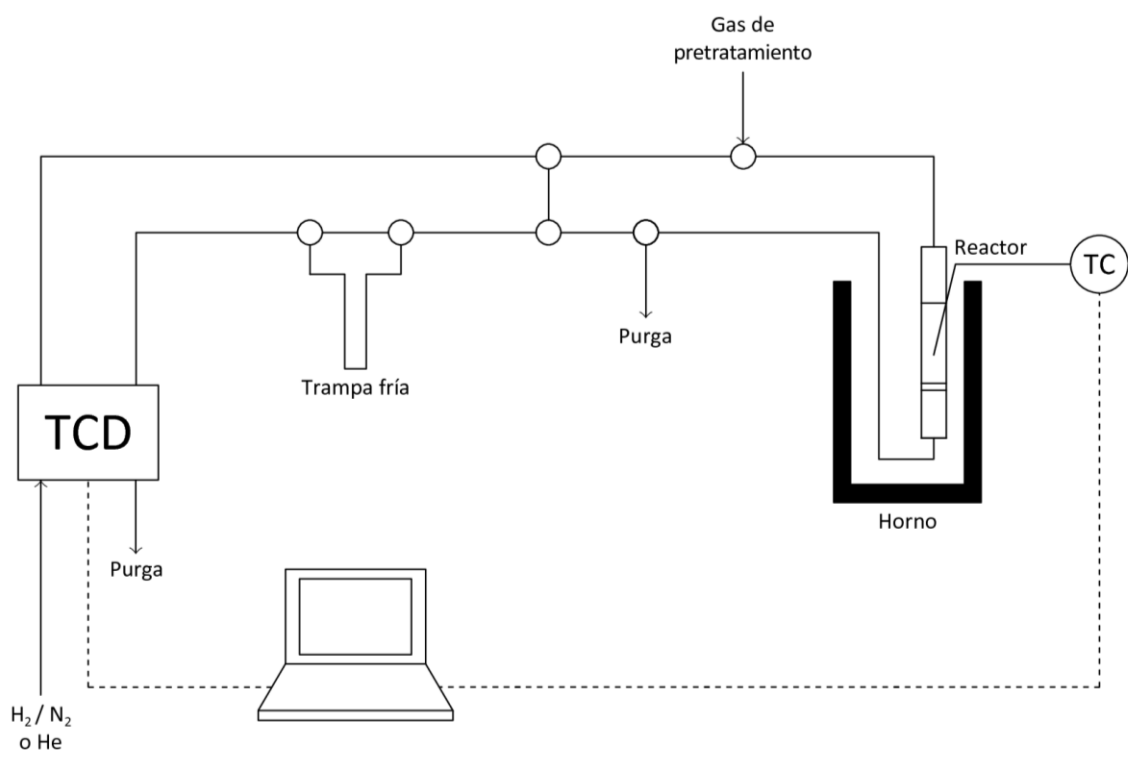 Gas de
pretratamiento
Reactor
TC
Purga
Trampa fría
TCD
Horno
Purga
H₂ / N₂
o He